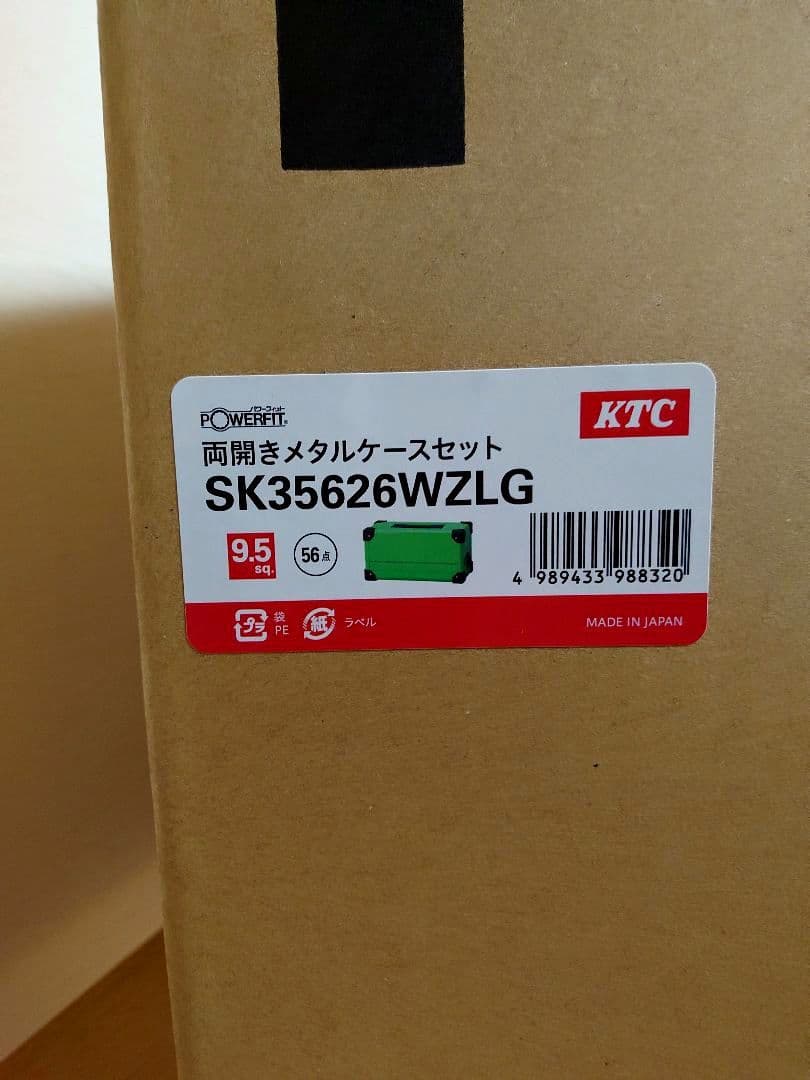 パワーフィット
POWERFIT®
KTC
両開きメタルケースセット
SK35626WZLG
9.5
sq.
56点
4 989433 988320
プラ
袋
PE
紙
ラベル
MADE IN JAPAN